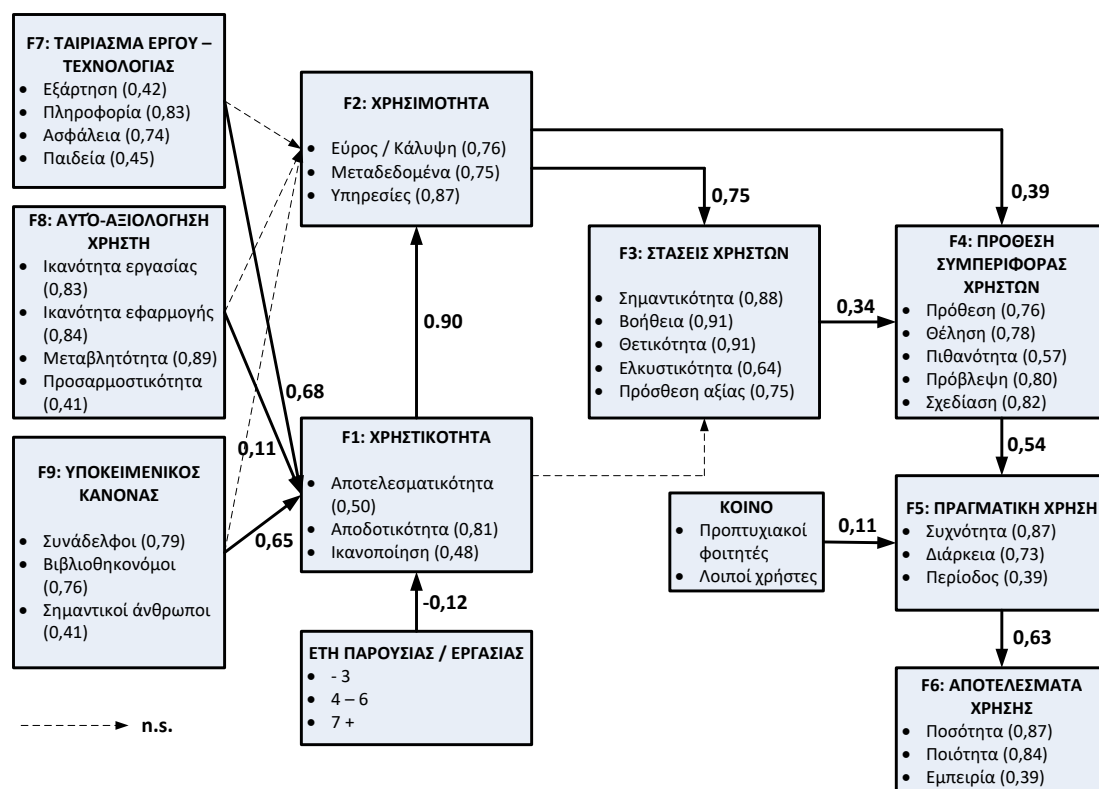 F7: ΤΑΙΡΙΑΣΜΑ ΕΡΓΟΥ –
ΤΕΧΝΟΛΟΓΙΑΣ
• Εξάρτηση (0,42)
• Πληροφορία (0,83)
• Ασφάλεια (0,74)
• Παιδεία (0,45)
F8: ΑΥΤΌ-ΑΞΙΟΛΟΓΗΣΗ
ΧΡΗΣΤΗ
• Ικανότητα εργασίας
(0,83)
• Ικανότητα εφαρμογής
(0,84)
• Μεταβλητότητα (0,89)
• Προσαρμοστικότητα
(0,41)
F9: ΥΠΟΚΕΙΜΕΝΙΚΟΣ
ΚΑΝΟΝΑΣ
• Συνάδελφοι (0,79)
• Βιβλιοθηκονόμοι
(0,76)
• Σημαντικοί άνθρωποι
(0,41)
n.s.
F2: ΧΡΗΣΙΜΟΤΗΤΑ
• Εύρος / Κάλυψη (0,76)
• Μεταδεδομένα (0,75)
• Υπηρεσίες (0,87)
0.90
0,68
0,11
0,65
F1: ΧΡΗΣΤΙΚΟΤΗΤΑ
• Αποτελεσματικότητα
(0,50)
• Αποδοτικότητα (0,81)
• Ικανοποίηση (0,48)
-0,12
ΕΤΗ ΠΑΡΟΥΣΙΑΣ / ΕΡΓΑΣΙΑΣ
• - 3
• 4 – 6
• 7 +
0,75
0,39
F3: ΣΤΑΣΕΙΣ ΧΡΗΣΤΩΝ
• Σημαντικότητα (0,88)
• Βοήθεια (0,91)
• Θετικότητα (0,91)
• Ελκυστικότητα (0,64)
• Πρόσθεση αξίας (0,75)
0,34
F4: ΠΡΟΘΕΣΗ
ΣΥΜΠΕΡΙΦΟΡΑΣ
ΧΡΗΣΤΩΝ
• Πρόθεση (0,76)
• Θέληση (0,78)
• Πιθανότητα (0,57)
• Πρόβλεψη (0,80)
• Σχεδίαση (0,82)
0,54
ΚΟΙΝΟ
• Προπτυχιακοί
φοιτητές
• Λοιποί χρήστες
0,11
F5: ΠΡΑΓΜΑΤΙΚΗ ΧΡΗΣΗ
• Συχνότητα (0,87)
• Διάρκεια (0,73)
• Περίοδος (0,39)
0,63
F6: ΑΠΟΤΕΛΕΣΜΑΤΑ
ΧΡΗΣΗΣ
• Ποσότητα (0,87)
• Ποιότητα (0,84)
• Εμπειρία (0,39)